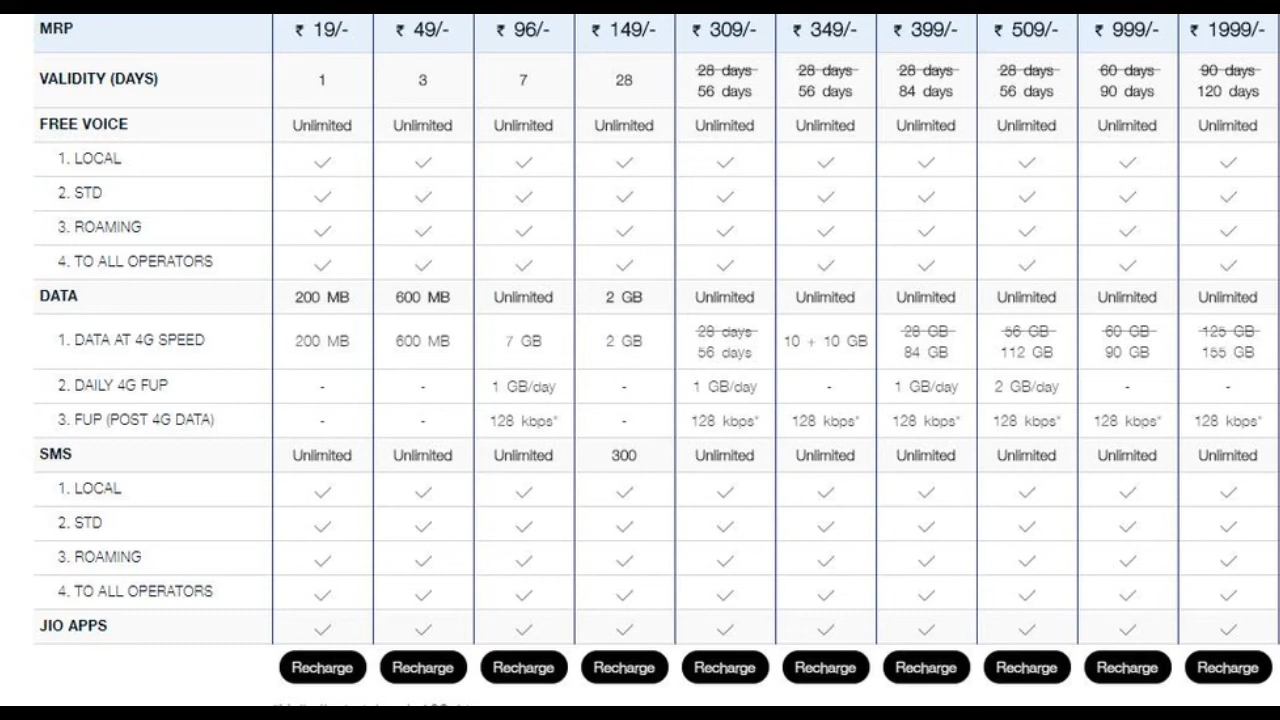 MRP ₹ 19/- ₹ 49/- ₹ 96/- ₹ 149/- ₹ 309/- ₹ 349/- ₹ 399/- ₹ 509/- ₹ 999/- ₹ 1999/-
VALIDITY (DAYS) 1 3 7 28 28 days 56 days 28 days 56 days 28 days 84 days 28 days 56 days 60 days 90 days 90 days 120 days
FREE VOICE Unlimited Unlimited Unlimited Unlimited Unlimited Unlimited Unlimited Unlimited Unlimited Unlimited
1. LOCAL
2. STD
3. ROAMING
4. TO ALL OPERATORS
DATA 200 MB 600 MB Unlimited 2 GB Unlimited Unlimited Unlimited Unlimited Unlimited Unlimited
1. DATA AT 4G SPEED 200 MB 600 MB 7 GB 2 GB 28 days 56 days 10 + 10 GB 28 GB 84 GB 56 GB 112 GB 60 GB 90 GB 125 GB 155 GB
2. DAILY 4G FUP - - 1 GB/day - 1 GB/day - 1 GB/day 2 GB/day - -
3. FUP (POST 4G DATA) - - 128 kbps* - 128 kbps* 128 kbps* 128 kbps* 128 kbps* 128 kbps* 128 kbps*
SMS Unlimited Unlimited Unlimited 300 Unlimited Unlimited Unlimited Unlimited Unlimited Unlimited
1. LOCAL
2. STD
3. ROAMING
4. TO ALL OPERATORS
JIO APPS
Recharge Recharge Recharge Recharge Recharge Recharge Recharge Recharge Recharge Recharge